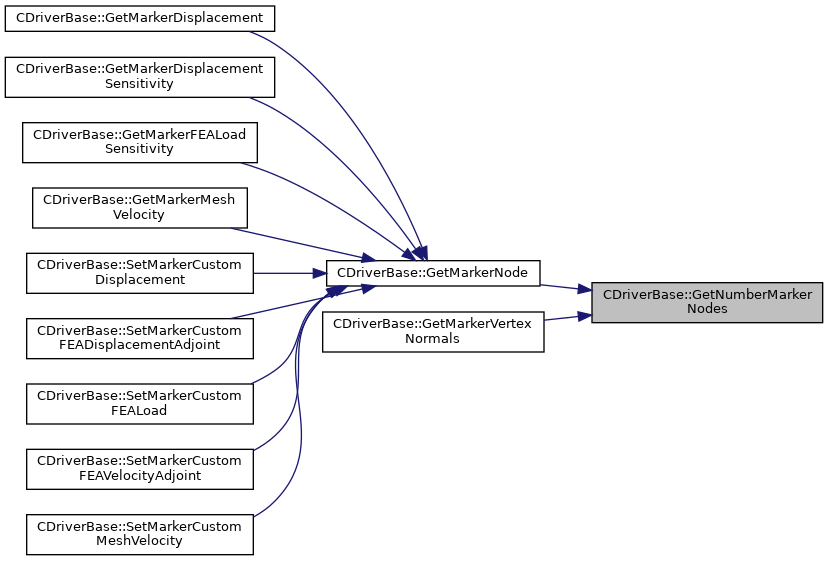 CDriverBase::GetMarkerDisplacement
CDriverBase::GetMarkerDisplacement
Sensitivity
CDriverBase::GetMarkerFEALoad
Sensitivity
CDriverBase::GetMarkerMesh
Velocity
CDriverBase::SetMarkerCustom
Displacement
CDriverBase::SetMarkerCustom
FEADisplacementAdjoint
CDriverBase::SetMarkerCustom
FEALoad
CDriverBase::SetMarkerCustom
FEAVelocityAdjoint
CDriverBase::SetMarkerCustom
MeshVelocity
CDriverBase::GetMarkerNode
CDriverBase::GetMarkerVertex
Normals
CDriverBase::GetNumberMarker
Nodes